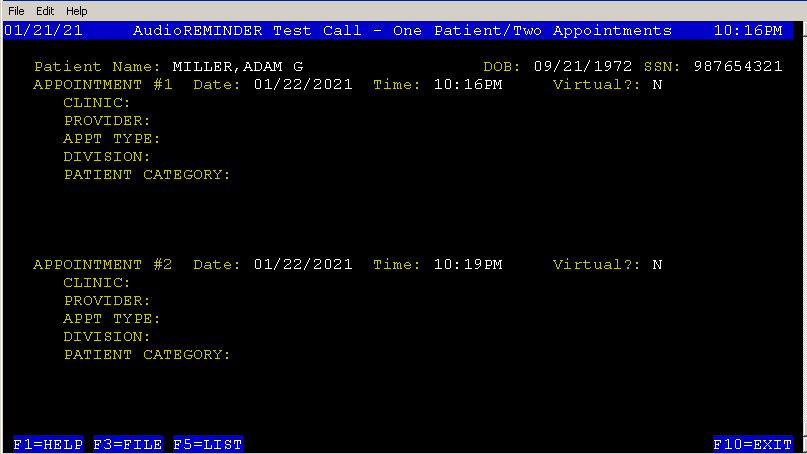 File Edit Help
01/21/21 AudioREMINDER Test Call - One Patient/Two Appointments 10:16PM
Patient Name: MILLER,ADAM G DOB: 09/21/1972 SSN: 987654321
APPOINTMENT #1 Date: 01/22/2021 Time: 10:16PM Virtual?: N
CLINIC:
PROVIDER:
APPT TYPE:
DIVISION:
PATIENT CATEGORY:
APPOINTMENT #2 Date: 01/22/2021 Time: 10:19PM Virtual?: N
CLINIC:
PROVIDER:
APPT TYPE:
DIVISION:
PATIENT CATEGORY:
F1=HELP F3=FILE F5=LIST F10=EXIT